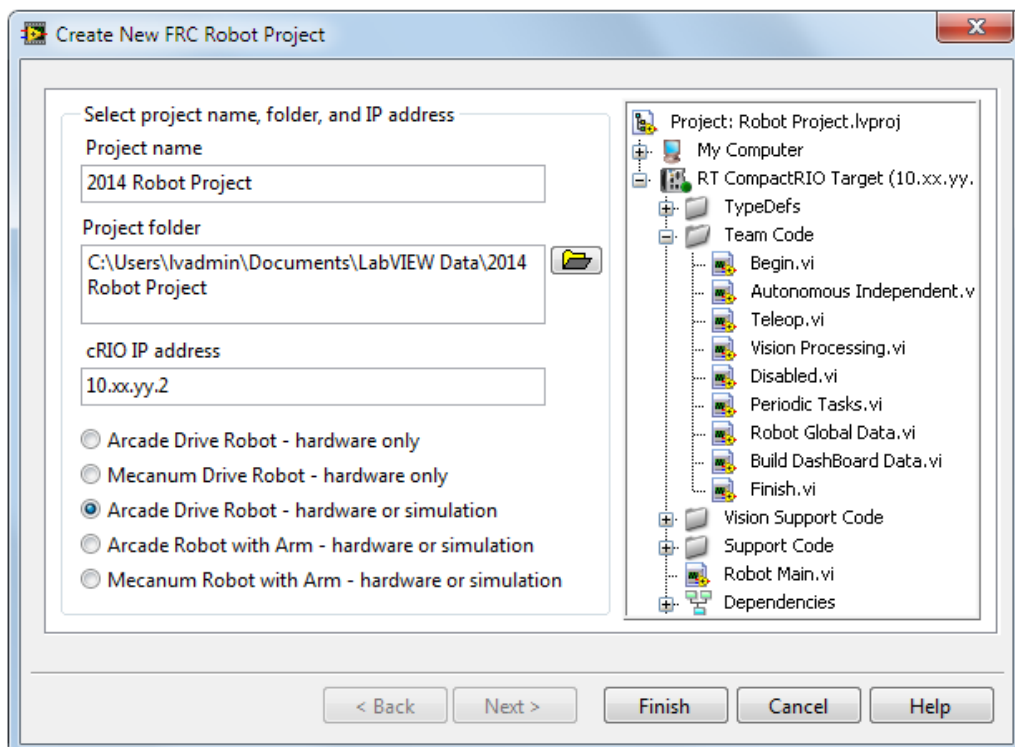 Create New FRC Robot Project
Select project name, folder, and IP address
Project name
2014 Robot Project
Project folder
C:\Users\lvadmin\Documents\LabVIEW Data\2014
Robot Project
cRIO IP address
10.xx.yy.2
Arcade Drive Robot - hardware only
Mecanum Drive Robot - hardware only
Arcade Drive Robot - hardware or simulation
Arcade Robot with Arm - hardware or simulation
Mecanum Robot with Arm - hardware or simulation
Project: Robot Project.lvproj
My Computer
RT CompactRIO Target (10.xx.yy.
TypeDefs
Team Code
Begin.vi
Autonomous Independent.v
Teleop.vi
Vision Processing.vi
Disabled.vi
Periodic Tasks.vi
Robot Global Data.vi
Build DashBoard Data.vi
Finish.vi
Vision Support Code
Support Code
Robot Main.vi
Dependencies
< Back
Next >
Finish
Cancel
Help